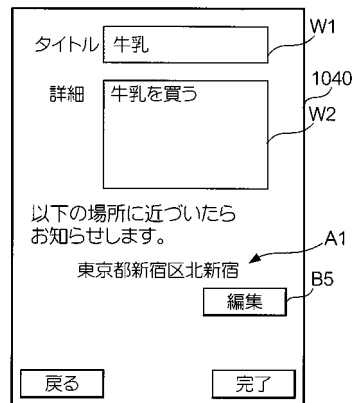 タイトル 牛乳 W1
1040
詳細 牛乳を買う W2
以下の場所に近づいたら
お知らせします。
A1
東京都新宿区北新宿
編集 B5
戻る 完了